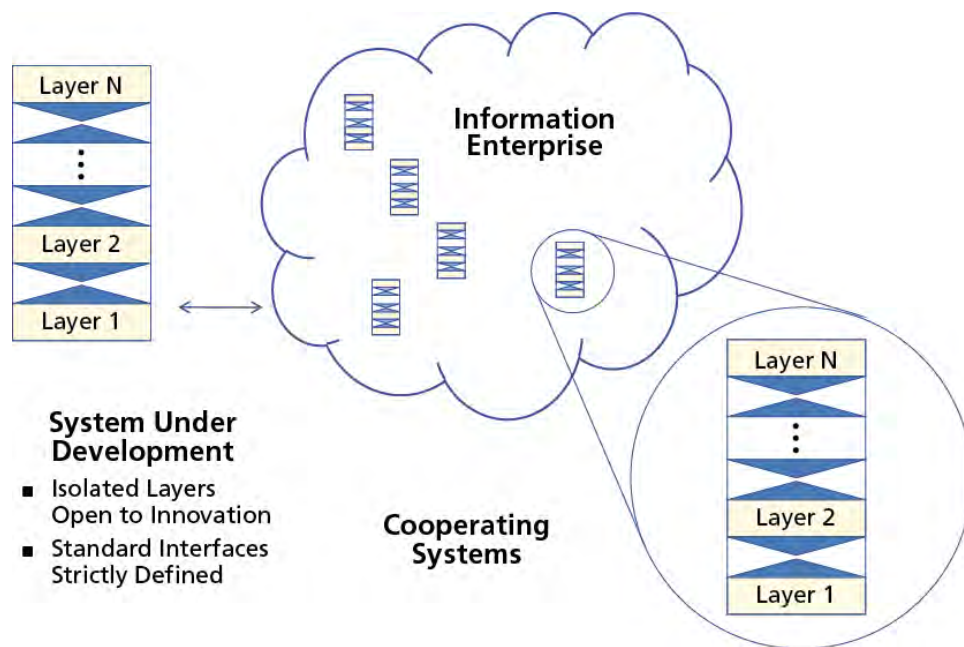 Layer N
Layer 2
Layer 1
Information
Enterprise
System Under
Development
■ Isolated Layers
Open to Innovation
■ Standard Interfaces
Strictly Defined
Cooperating
Systems
Layer N
Layer 2
Layer 1